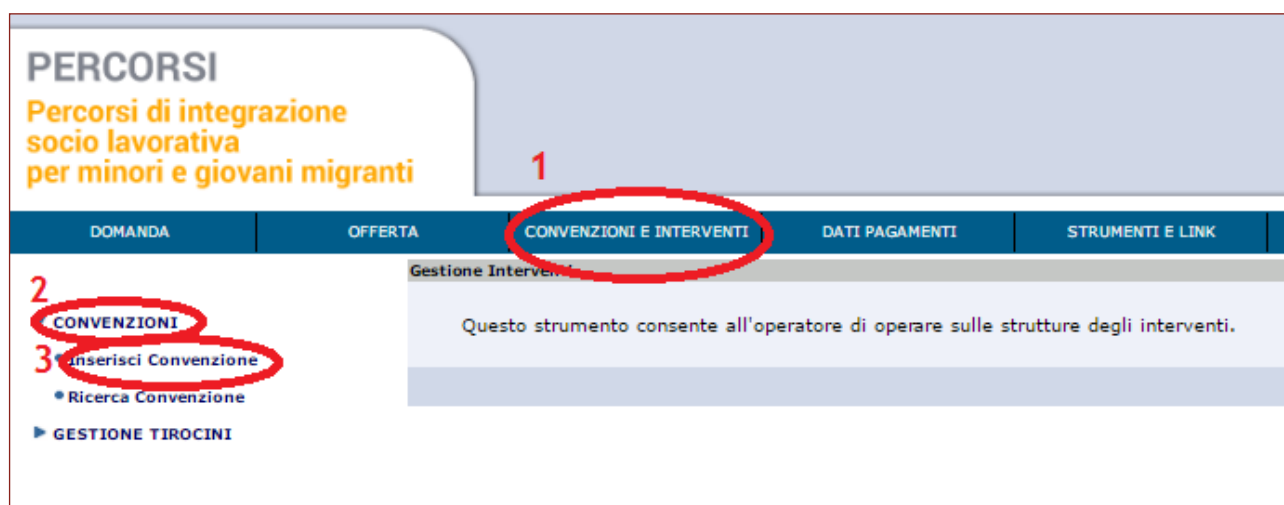 PERCORSI
Percorsi di integrazione
socio lavorativa
per minori e giovani migranti
1
DOMANDA OFFERTA CONVENZIONI E INTERVENTI DATI PAGAMENTI STRUMENTI E LINK
Gestione Interventi
2
CONVENZIONI
Questo strumento consente all'operatore di operare sulle strutture degli interventi.
3 Inserisci Convenzione
Ricerca Convenzione
GESTIONE TIROCINI